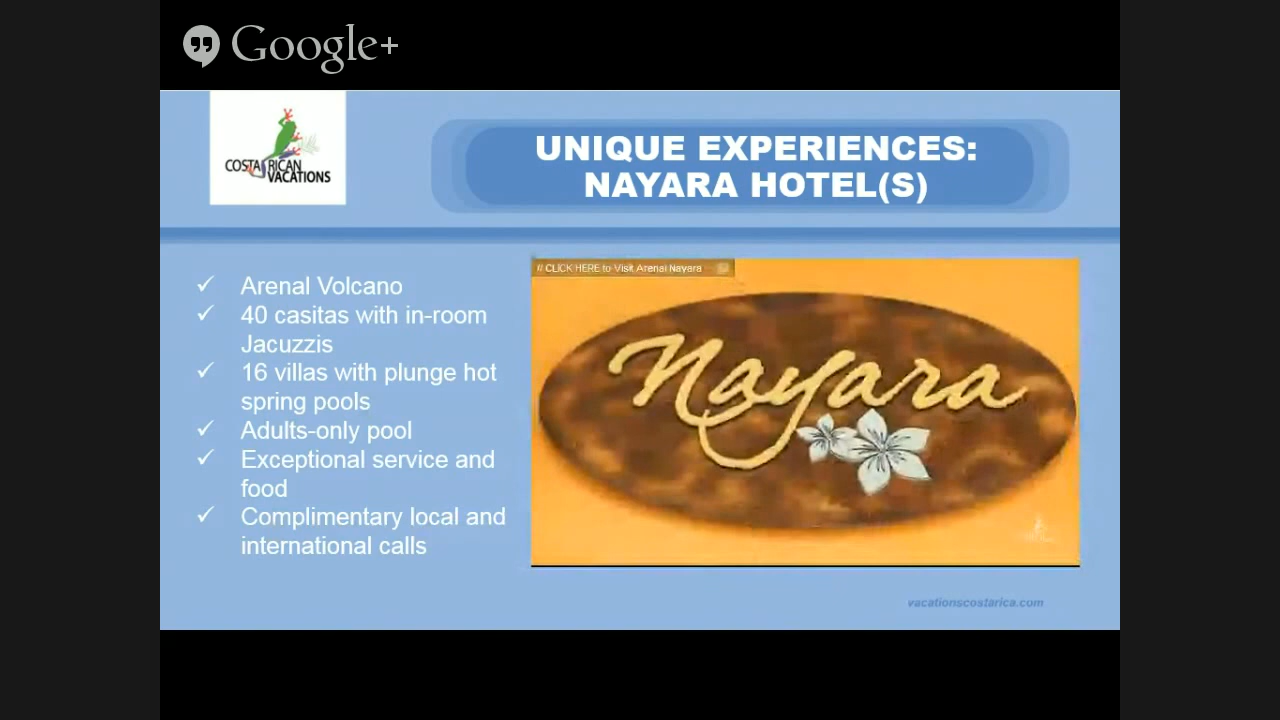 Google+
COSTA RICAN
VACATIONS
UNIQUE EXPERIENCES:
NAYARA HOTEL(S)
✓ Arenal Volcano
✓ 40 casitas with in-room
Jacuzzis
✓ 16 villas with plunge hot
spring pools
✓ Adults-only pool
✓ Exceptional service and
food
✓ Complimentary local and
international calls
// CLICK HERE to Visit Arenal Nayara
Nayara
vacationscostarica.com